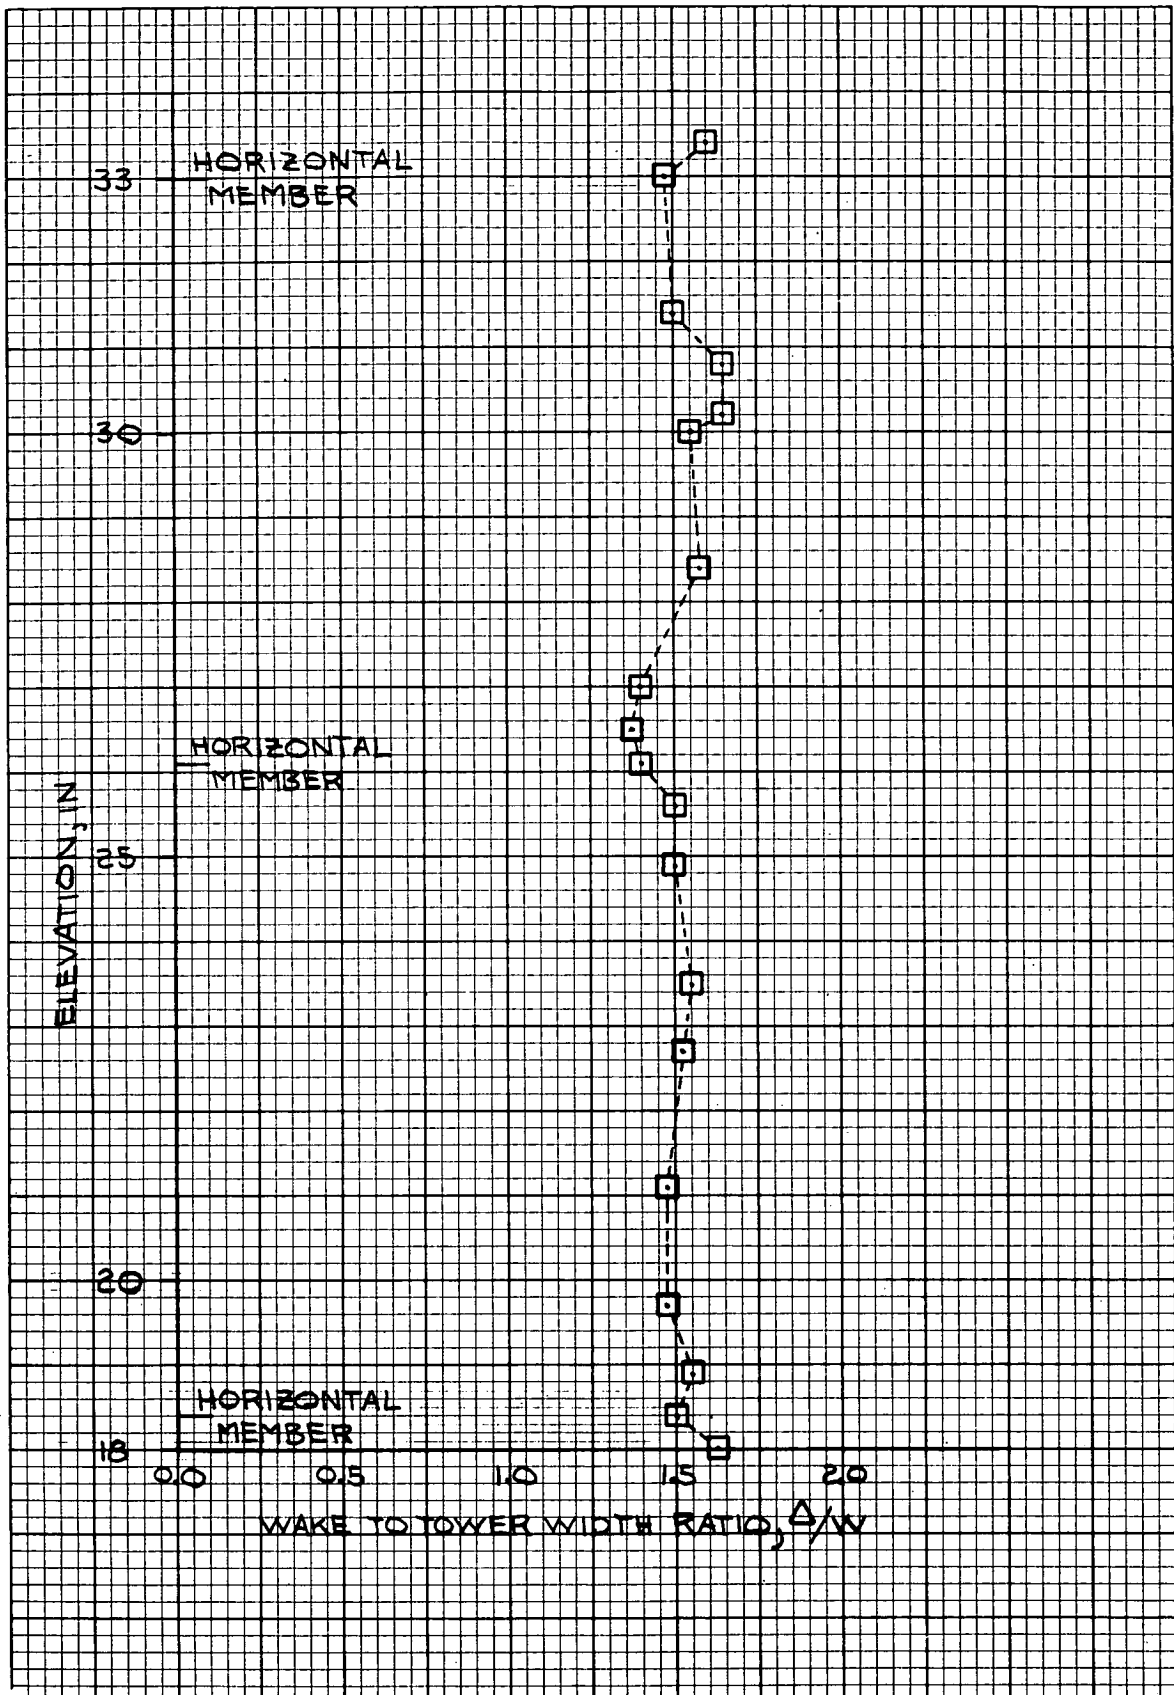 HORIZONTAL
33 MEMBER
30
HORIZONTAL
MEMBER
ELEVATION, IN
25
20
HORIZONTAL
MEMBER
18
0.0 0.5 1.0 1.5 2.0
WAKE TO TOWER WIDTH RATIO, Δ/W